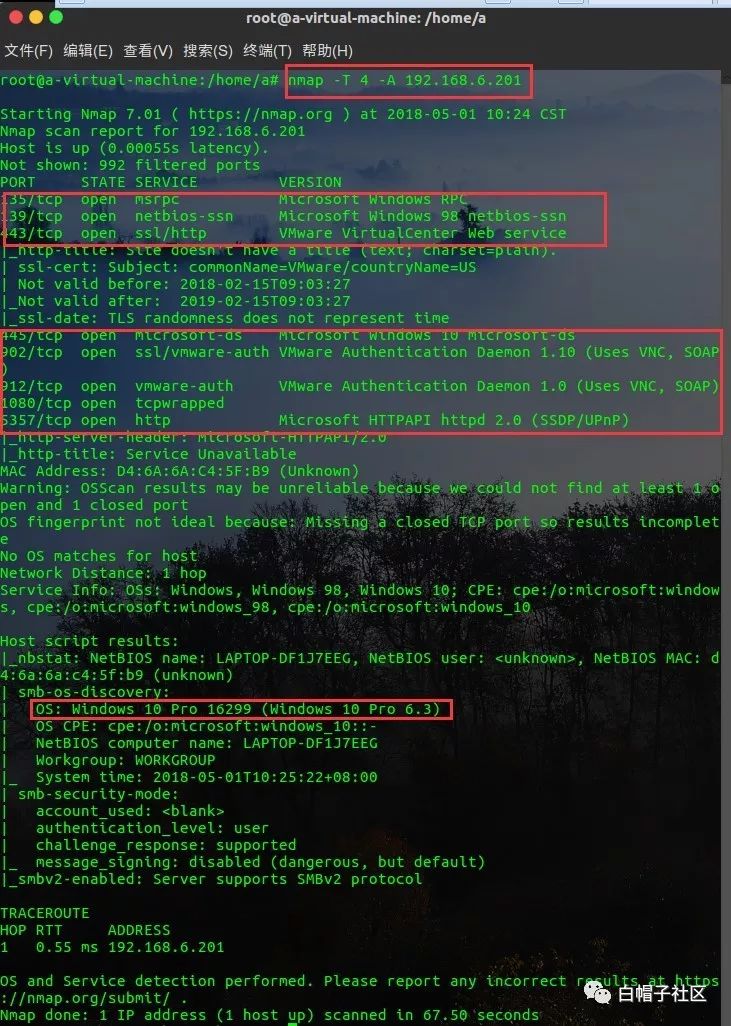 root@a-virtual-machine: /home/a
文件(F) 编辑(E) 查看(V) 搜索(S) 终端(T) 帮助(H)
root@a-virtual-machine:/home/a# nmap -T 4 -A 192.168.6.201
Starting Nmap 7.01 ( https://nmap.org ) at 2018-05-01 10:24 CST
Nmap scan report for 192.168.6.201
Host is up (0.00055s latency).
Not shown: 992 filtered ports
PORT     STATE SERVICE         VERSION
135/tcp  open  msrpc           Microsoft Windows RPC
139/tcp  open  netbios-ssn     Microsoft Windows 98 netbios-ssn
443/tcp  open  ssl/http        VMware VirtualCenter Web service
|_http-title: Site doesn't have a title (text; charset=plain).
| ssl-cert: Subject: commonName=VMware/countryName=US
| Not valid before: 2018-02-15T09:03:27
|_Not valid after:  2019-02-15T09:03:27
|_ssl-date: TLS randomness does not represent time
445/tcp  open  microsoft-ds    Microsoft Windows 10 microsoft-ds
902/tcp  open  ssl/vmware-auth VMware Authentication Daemon 1.10 (Uses VNC, SOAP
)
912/tcp  open  vmware-auth     VMware Authentication Daemon 1.0 (Uses VNC, SOAP)
1080/tcp open  tcpwrapped
5357/tcp open  http            Microsoft HTTPAPI httpd 2.0 (SSDP/UPnP)
|_http-server-header: Microsoft-HTTPAPI/2.0
|_http-title: Service Unavailable
MAC Address: D4:6A:6A:C4:5F:B9 (Unknown)
Warning: OSScan results may be unreliable because we could not find at least 1 o
pen and 1 closed port
OS fingerprint not ideal because: Missing a closed TCP port so results incomplet
e
No OS matches for host
Network Distance: 1 hop
Service Info: OSs: Windows, Windows 98, Windows 10; CPE: cpe:/o:microsoft:window
s, cpe:/o:microsoft:windows_98, cpe:/o:microsoft:windows_10
Host script results:
|_nbstat: NetBIOS name: LAPTOP-DF1J7EEG, NetBIOS user: <unknown>, NetBIOS MAC: d
4:6a:6a:c4:5f:b9 (unknown)
| smb-os-discovery:
|   OS: Windows 10 Pro 16299 (Windows 10 Pro 6.3)
|   OS CPE: cpe:/o:microsoft:windows_10::-
|   NetBIOS computer name: LAPTOP-DF1J7EEG
|   Workgroup: WORKGROUP
|_  System time: 2018-05-01T10:25:22+08:00
| smb-security-mode:
|   account_used: <blank>
|   authentication_level: user
|   challenge_response: supported
|_  message_signing: disabled (dangerous, but default)
|_smbv2-enabled: Server supports SMBv2 protocol
TRACEROUTE
HOP RTT     ADDRESS
1   0.55 ms 192.168.6.201
OS and Service detection performed. Please report any incorrect results at https
://nmap.org/submit/ .
Nmap done: 1 IP address (1 host up) scanned in 67.50 seconds
白帽子社区